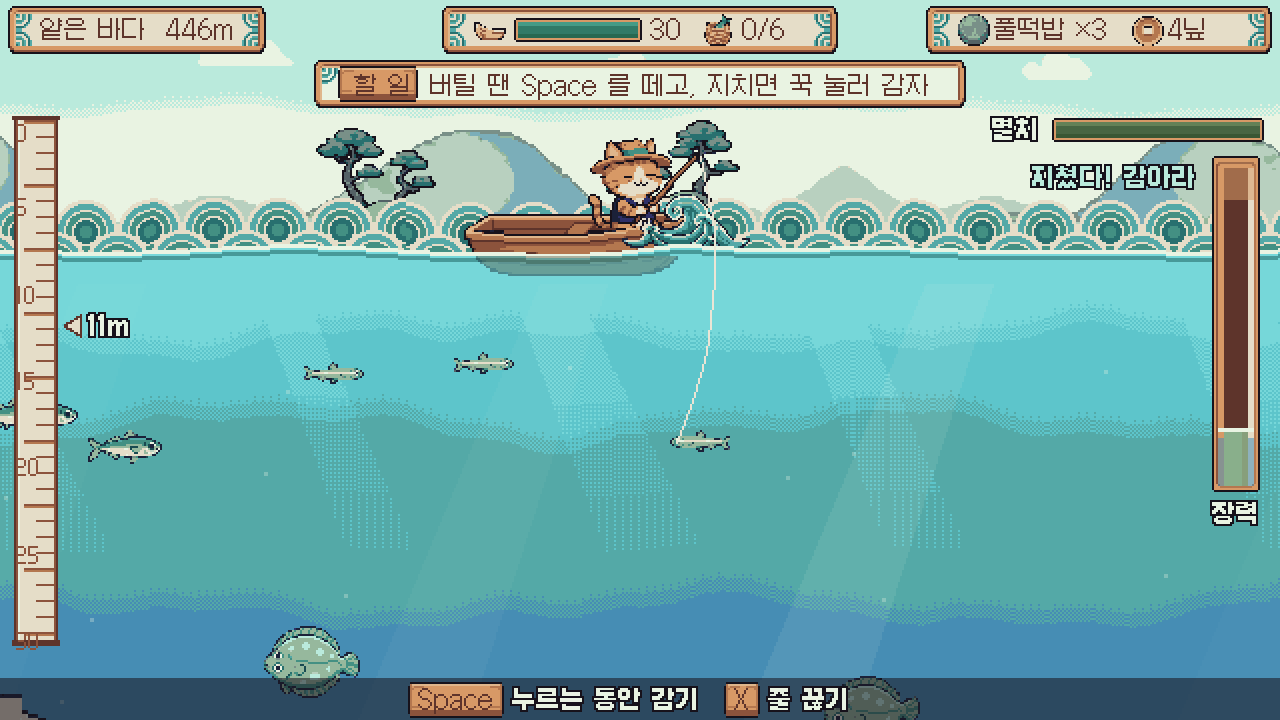 얕은 바다 446m
30 0/6
풀떡밥 ×3 4닢
할 일 버틸 땐 Space 를 떼고, 지치면 꾹 눌러 감자
멸치
지쳤다! 감아라
0
5
10
11m
15
20
25
30
장력
Space 누르는 동안 감기 X 줄 끊기